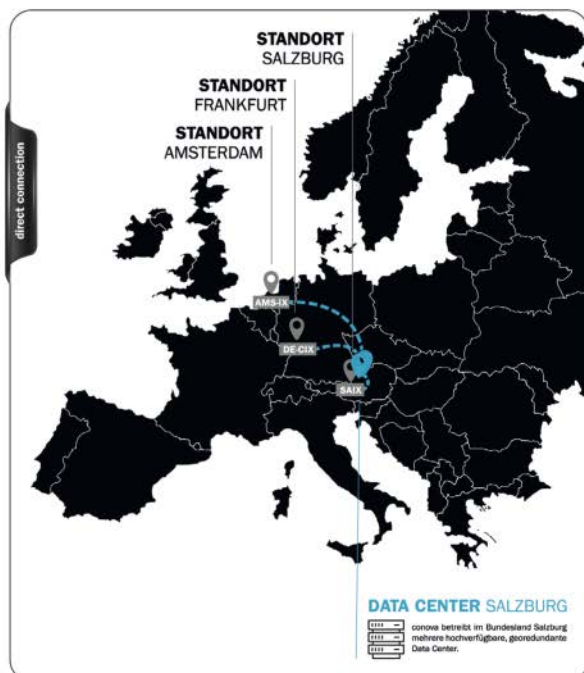 STANDORT
SALZBURG
STANDORT
FRANKFURT
STANDORT
AMSTERDAM
direct connection
AMS-IX
DE-CIX
SAIX
DATA CENTER SALZBURG
conova betreibt im Bundesland Salzburg
mehrere hochverfügbare, georedundante
Data Center.